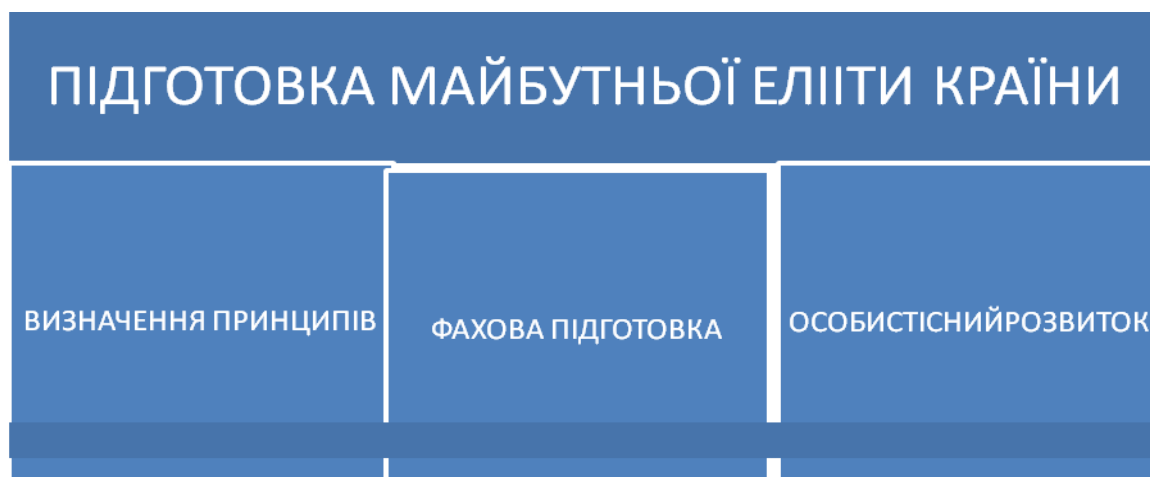 ПІДГОТОВКА МАЙБУТНЬОЇ ЕЛІІТИ КРАЇНИ
ВИЗНАЧЕННЯ ПРИНЦИПІВ
ФАХОВА ПІДГОТОВКА
ОСОБИСТІСНИЙРОЗВИТОК